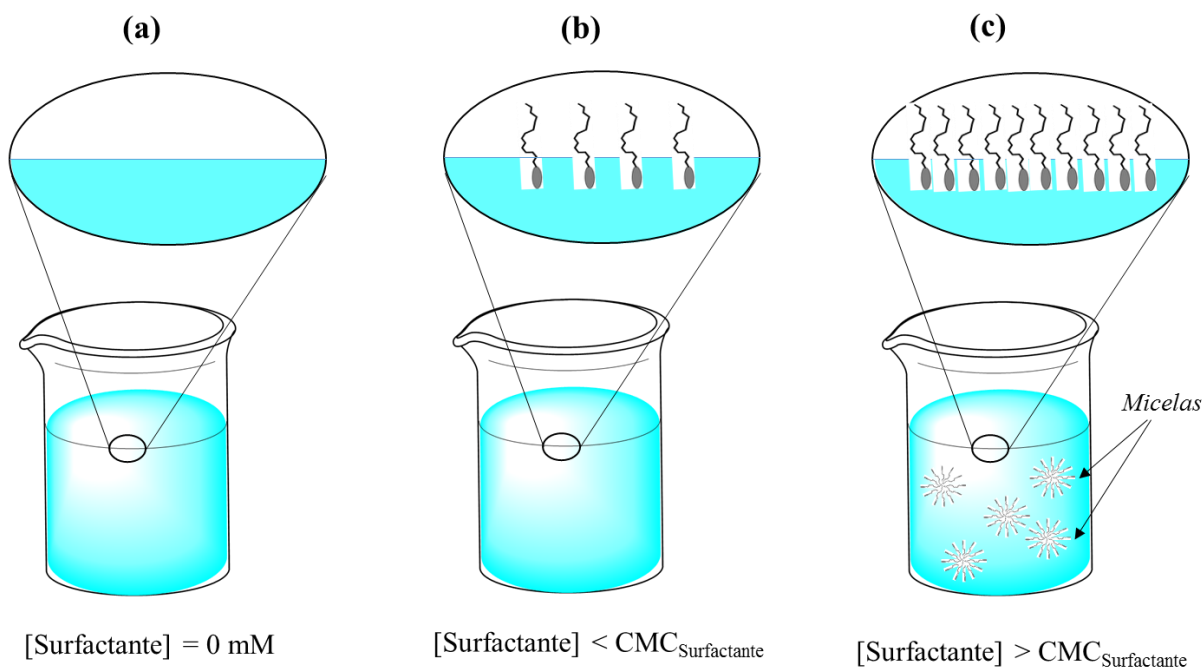 (a)
(b)
(c)
Micelas
[Surfactante] = 0 mM
[Surfactante] < CMCSurfactante
[Surfactante] > CMCSurfactante